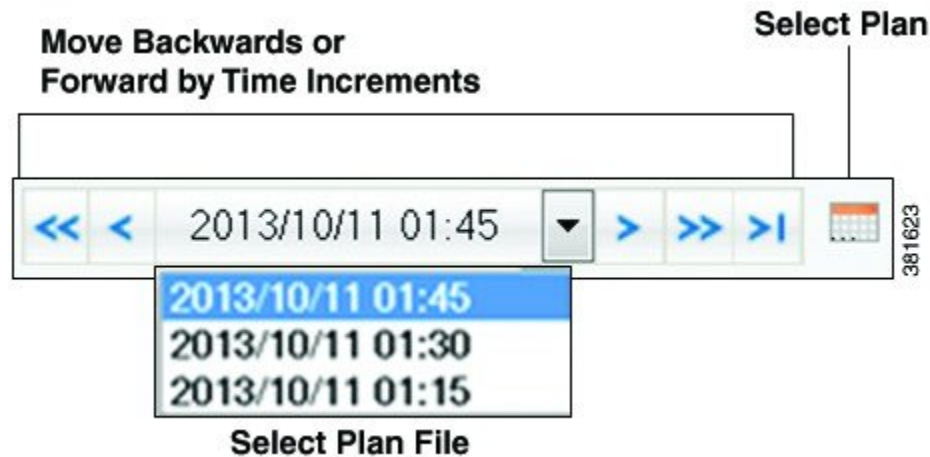 Select Plan
Move Backwards or
Forward by Time Increments
<< < 2013/10/11 01:45 > >> >|
381623
2013/10/11 01:45
2013/10/11 01:30
2013/10/11 01:15
Select Plan File